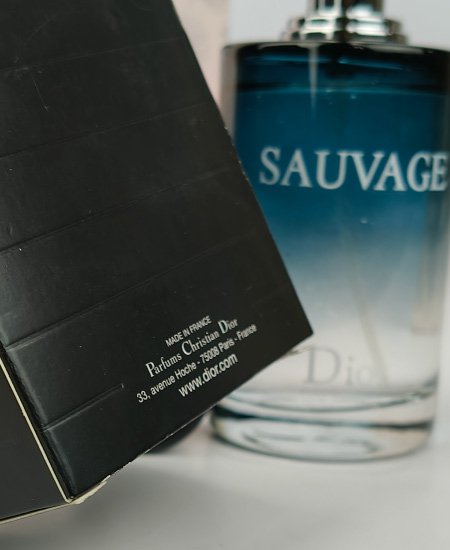 SAUVAGE
Dior
MADE IN FRANCE
Parfums Christian Dior
33, avenue Hoche - 75008 Paris - France
www.dior.com